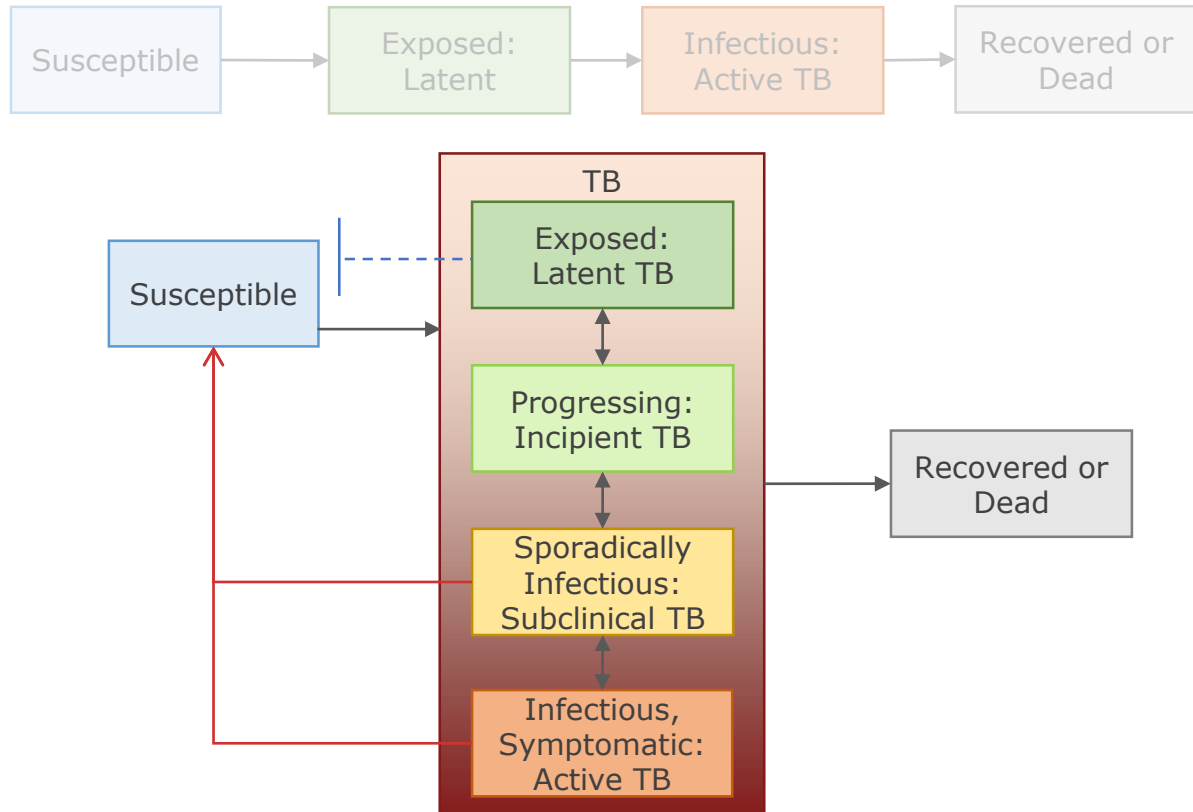 Susceptible
Exposed:
Latent
Infectious:
Active TB
Recovered or
Dead
TB
Exposed:
Latent TB
Susceptible
Progressing:
Incipient TB
Recovered or
Dead
Sporadically
Infectious:
Subclinical TB
Infectious,
Symptomatic:
Active TB